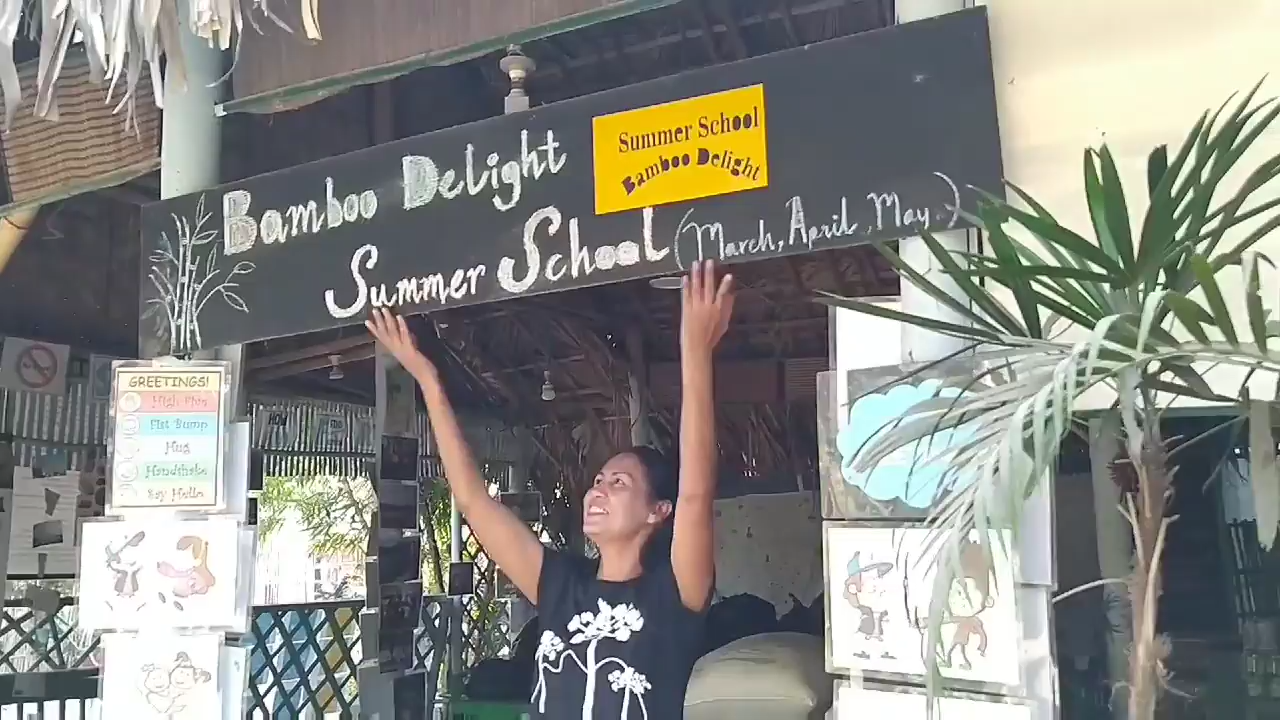 Bamboo Delight
Summer School (March, April, May.)
Summer School
Bamboo Delight
GREETINGS!
High Five
Fist Bump
Hug
Handshake
Say Hello